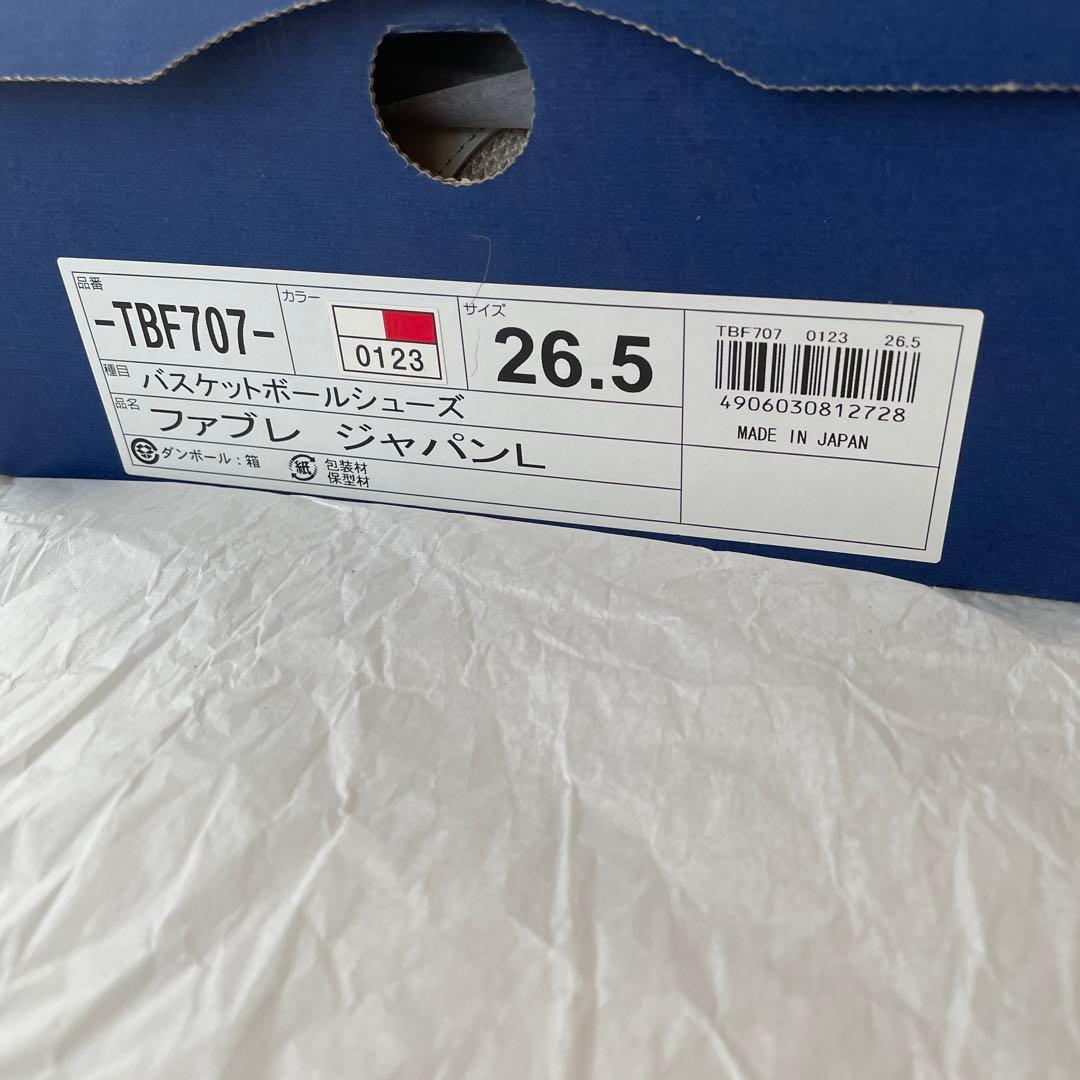 品番
-TBF707-
カラー
0123
サイズ
26.5
種目
バスケットボールシューズ
品名
ファブレ ジャパンL
ダンボール:箱
紙
包装材
保型材
TBF707 0123 26.5
4906030812728
MADE IN JAPAN